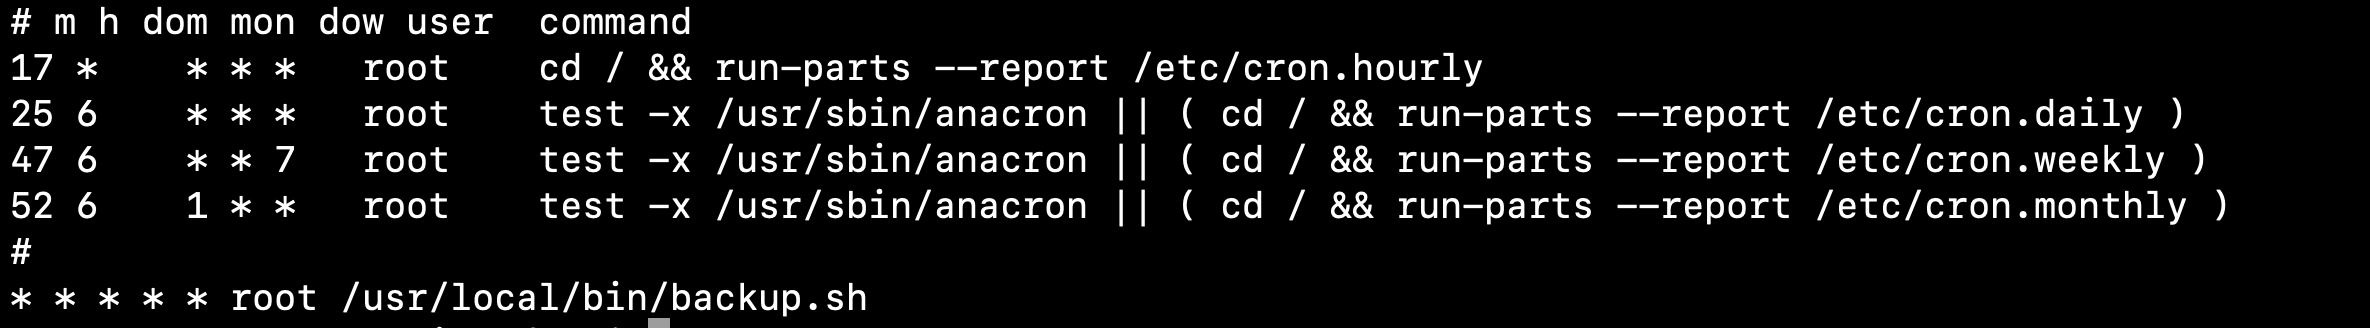 # m h dom mon dow user  command
17 *    * * *   root    cd / && run-parts --report /etc/cron.hourly
25 6    * * *   root    test -x /usr/sbin/anacron || ( cd / && run-parts --report /etc/cron.daily )
47 6    * * 7   root    test -x /usr/sbin/anacron || ( cd / && run-parts --report /etc/cron.weekly )
52 6    1 * *   root    test -x /usr/sbin/anacron || ( cd / && run-parts --report /etc/cron.monthly )
#
* * * * * root /usr/local/bin/backup.sh